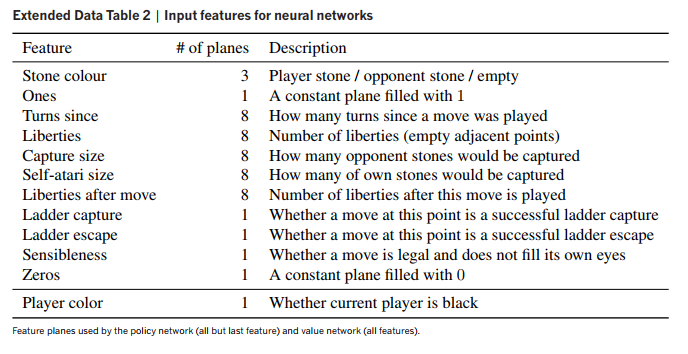 Extended Data Table 2 | Input features for neural networks
Feature # of planes Description
Stone colour 3 Player stone / opponent stone / empty
Ones 1 A constant plane filled with 1
Turns since 8 How many turns since a move was played
Liberties 8 Number of liberties (empty adjacent points)
Capture size 8 How many opponent stones would be captured
Self-atari size 8 How many of own stones would be captured
Liberties after move 8 Number of liberties after this move is played
Ladder capture 1 Whether a move at this point is a successful ladder capture
Ladder escape 1 Whether a move at this point is a successful ladder escape
Sensibleness 1 Whether a move is legal and does not fill its own eyes
Zeros 1 A constant plane filled with 0
Player color 1 Whether current player is black
Feature planes used by the policy network (all but last feature) and value network (all features).